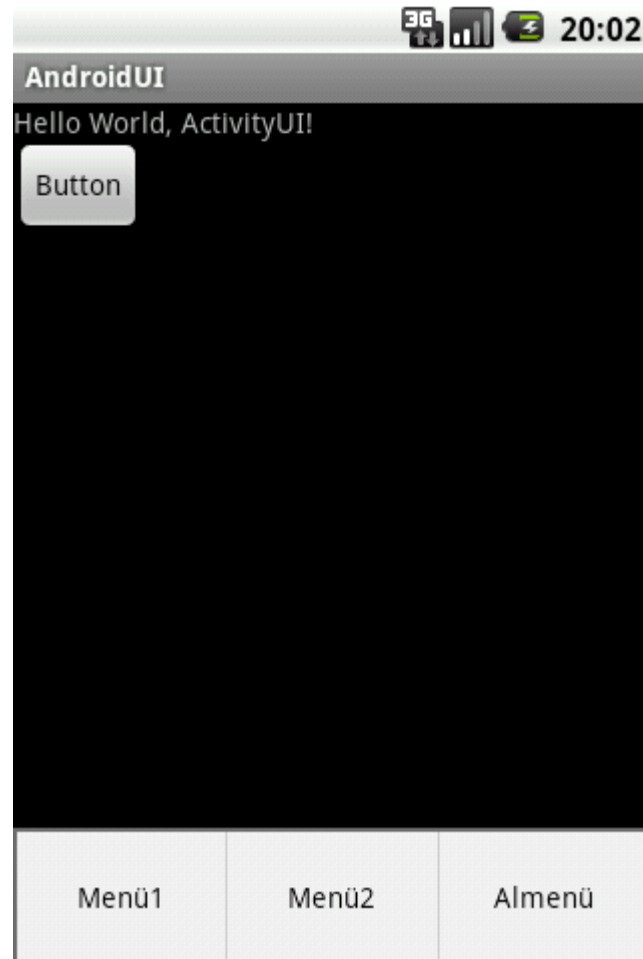 3G 20:02
AndroidUI
Hello World, ActivityUI!
Button
Menü1 Menü2 Almenü